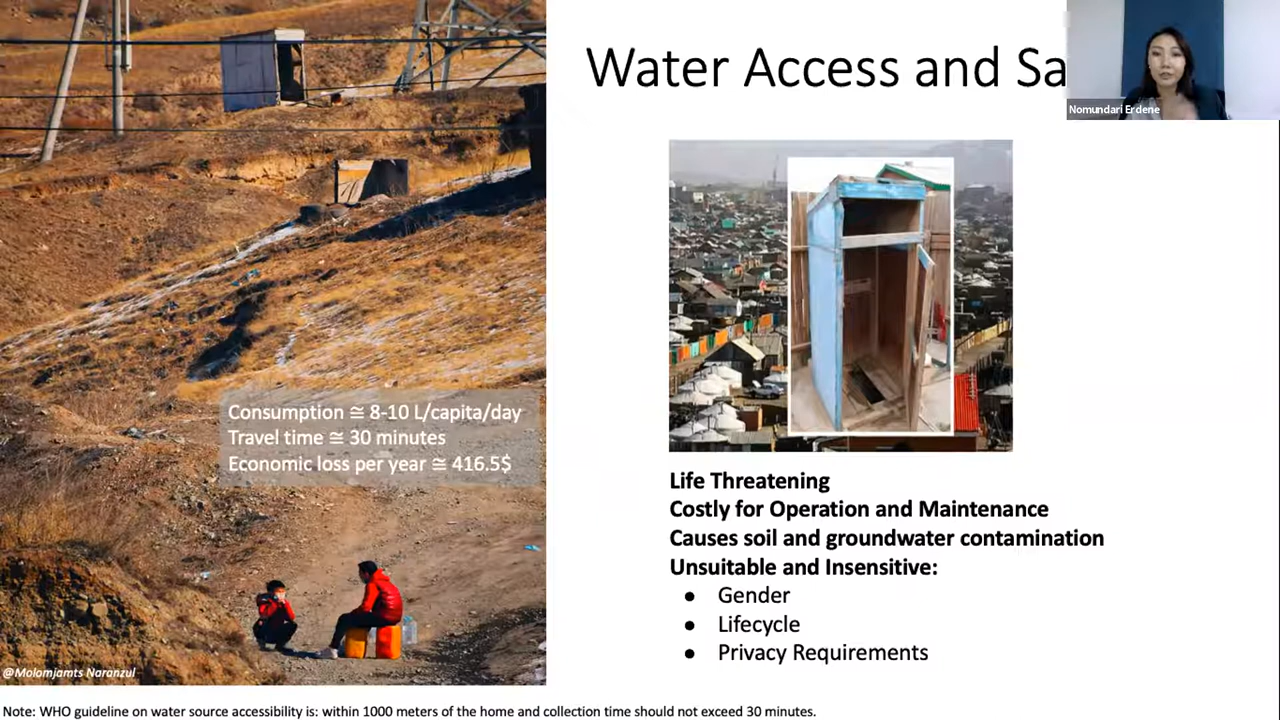 Water Access and Sa
Nomundari Erdene
Consumption ≅ 8-10 L/capita/day
Travel time ≅ 30 minutes
Economic loss per year ≅ 416.5$
Life Threatening
Costly for Operation and Maintenance
Causes soil and groundwater contamination
Unsuitable and Insensitive:
● Gender
● Lifecycle
● Privacy Requirements
@Molomjamts Naranzul
Note: WHO guideline on water source accessibility is: within 1000 meters of the home and collection time should not exceed 30 minutes.